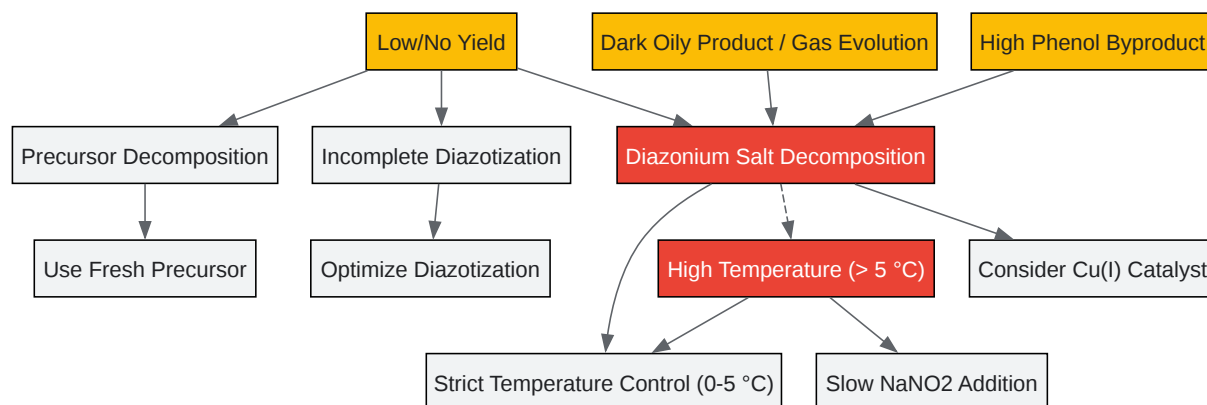 Low/No Yield
Dark Oily Product / Gas Evolution
High Phenol Byproduct
Precursor Decomposition
Incomplete Diazotization
Diazonium Salt Decomposition
Use Fresh Precursor
Optimize Diazotization
High Temperature (> 5 °C)
Consider Cu(I) Catalyst
Strict Temperature Control (0-5 °C)
Slow NaNO2 Addition